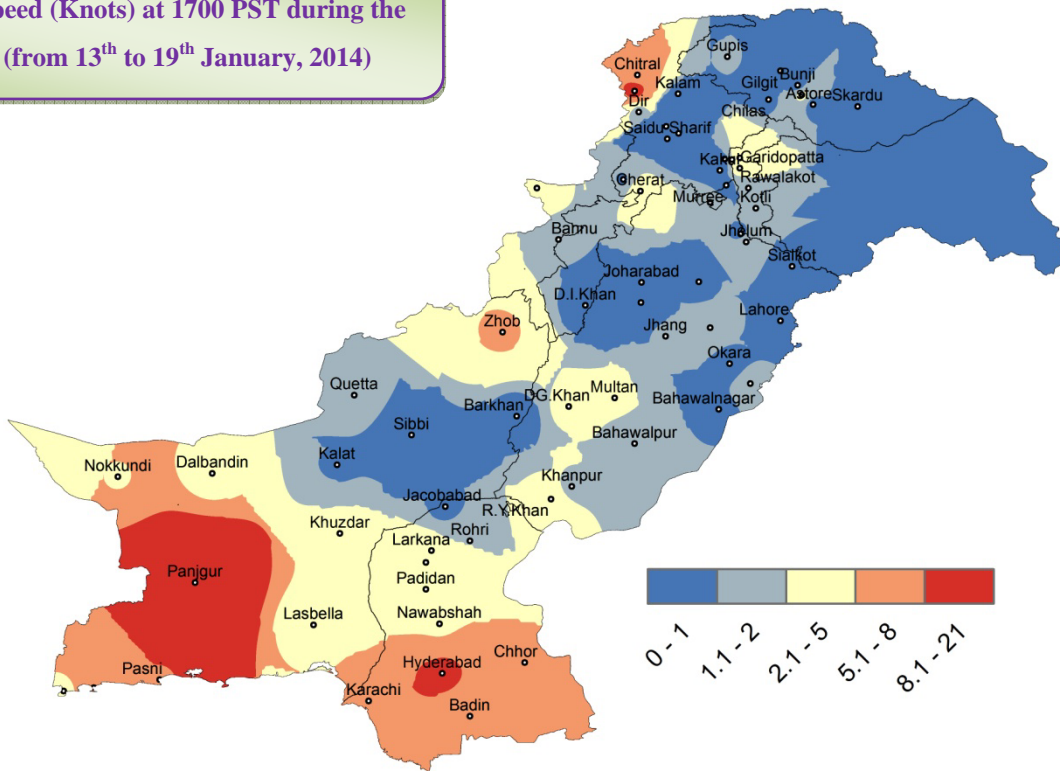 peed (Knots) at 1700 PST during the
(from 13th to 19th January, 2014)
Gupis
Chitral
Kalam
Gilgit
Bunji
Astore
Skardu
Dir
Chilas
Saidu Sharif
Garidopatta
Rawalakot
Cherat
Murree
Kotli
Bannu
Jhelum
Sialkot
Joharabad
D.I.Khan
Lahore
Zhob
Jhang
Okara
Quetta
DG.Khan
Multan
Barkhan
Bahawalnagar
Sibbi
Bahawalpur
Nokkundi
Dalbandin
Kalat
Khanpur
Jacobabad
R.Y.Khan
Khuzdar
Rohri
Larkana
Panjgur
Padidan
Lasbella
Nawabshah
Pasni
Hyderabad
Chhor
Karachi
Badin
0 - 1
1.1 - 2
2.1 - 5
5.1 - 8
8.1 - 21